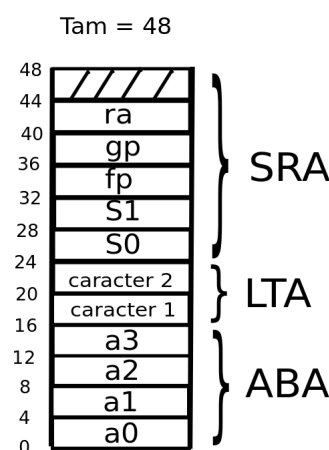 Tam = 48
48
44
ra
40
gp
36
fp
32
S1
28
S0
24
caracter 2
20
caracter 1
16
a3
12
a2
8
a1
4
a0
0
SRA
LTA
ABA